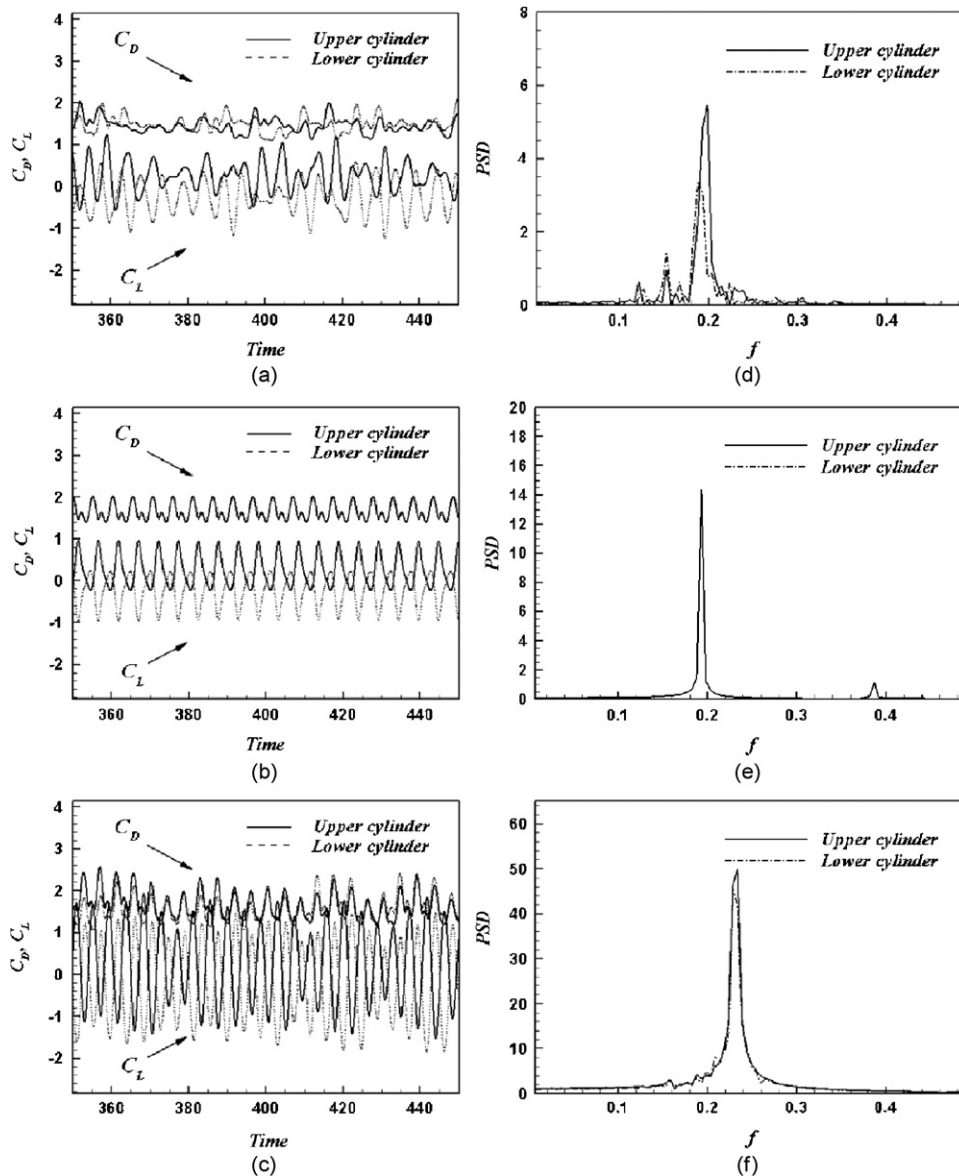 4
3
2
1
0
-1
-2
C_D, C_L
C_D
C_L
Upper cylinder
Lower cylinder
360 380 400 420 440
Time
(a)
8
6
4
2
0
PSD
Upper cylinder
Lower cylinder
0.1 0.2 0.3 0.4
f
(d)
4
3
2
1
0
-1
-2
C_D, C_L
C_D
C_L
Upper cylinder
Lower cylinder
360 380 400 420 440
Time
(b)
20
18
16
14
12
10
8
6
4
2
0
PSD
Upper cylinder
Lower cylinder
0.1 0.2 0.3 0.4
f
(e)
4
3
2
1
0
-1
-2
C_D, C_L
C_D
C_L
Upper cylinder
Lower cylinder
360 380 400 420 440
Time
(c)
60
50
40
30
20
10
0
PSD
Upper cylinder
Lower cylinder
0.1 0.2 0.3 0.4
f
(f)